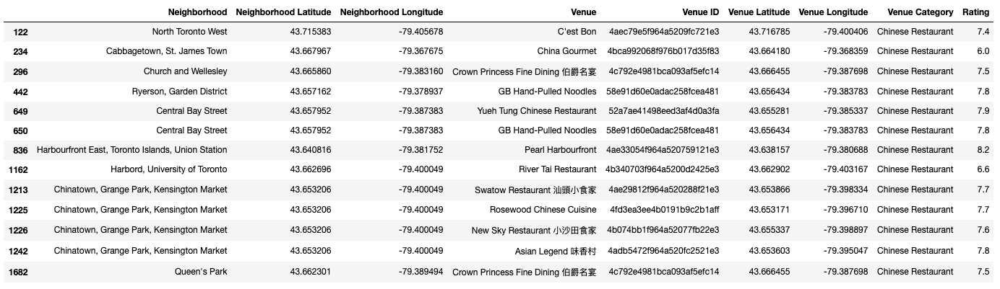 Neighborhood Neighborhood Latitude Neighborhood Longitude Venue Venue ID Venue Latitude Venue Longitude Venue Category Rating
122 North Toronto West 43.715383 -79.405678 C'est Bon 4aec79e5f964a5209fc721e3 43.716785 -79.400406 Chinese Restaurant 7.4
234 Cabbagetown, St. James Town 43.667967 -79.367675 China Gourmet 4bca992068f976b017d35f83 43.664180 -79.368359 Chinese Restaurant 6.0
296 Church and Wellesley 43.665860 -79.383160 Crown Princess Fine Dining 伯爵名宴 4c792e4981bca093af5efc14 43.666455 -79.387698 Chinese Restaurant 7.5
442 Ryerson, Garden District 43.657162 -79.378937 GB Hand-Pulled Noodles 58e91d60e0adac258fcea481 43.656434 -79.383783 Chinese Restaurant 7.8
649 Central Bay Street 43.657952 -79.387383 Yueh Tung Chinese Restaurant 52a7ae41498eed3af4d0a3fa 43.655281 -79.385337 Chinese Restaurant 7.9
650 Central Bay Street 43.657952 -79.387383 GB Hand-Pulled Noodles 58e91d60e0adac258fcea481 43.656434 -79.383783 Chinese Restaurant 7.8
836 Harbourfront East, Toronto Islands, Union Station 43.640816 -79.381752 Pearl Harbourfront 4ae33054f964a520759121e3 43.638157 -79.380688 Chinese Restaurant 8.2
1162 Harbord, University of Toronto 43.662696 -79.400049 River Tai Restaurant 4b340703f964a5200d2425e3 43.662902 -79.403167 Chinese Restaurant 6.6
1213 Chinatown, Grange Park, Kensington Market 43.653206 -79.400049 Swatow Restaurant 汕頭小食家 4ae29812f964a520288f21e3 43.653866 -79.398334 Chinese Restaurant 7.7
1225 Chinatown, Grange Park, Kensington Market 43.653206 -79.400049 Rosewood Chinese Cuisine 4fd3ea3ee4b0191b9c2b1aff 43.653171 -79.396710 Chinese Restaurant 7.7
1226 Chinatown, Grange Park, Kensington Market 43.653206 -79.400049 New Sky Restaurant 小沙田食家 4b074bb1f964a52077fb22e3 43.655337 -79.398897 Chinese Restaurant 7.6
1242 Chinatown, Grange Park, Kensington Market 43.653206 -79.400049 Asian Legend 味香村 4adb5472f964a520fc2521e3 43.653603 -79.395047 Chinese Restaurant 7.8
1682 Queen's Park 43.662301 -79.389494 Crown Princess Fine Dining 伯爵名宴 4c792e4981bca093af5efc14 43.666455 -79.387698 Chinese Restaurant 7.5